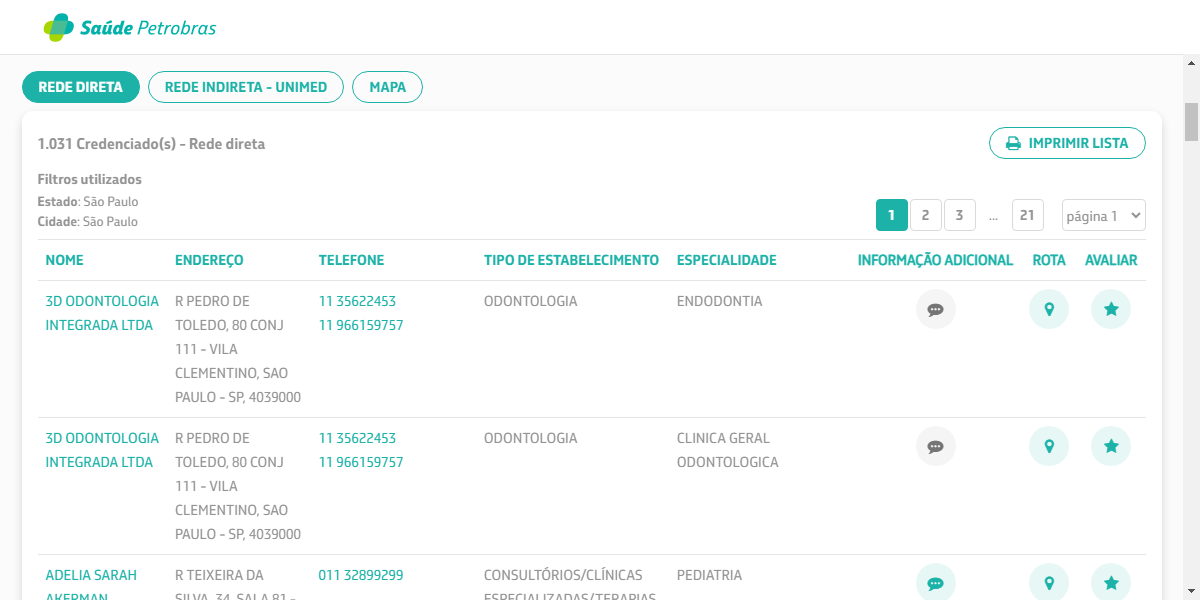 Saúde Petrobras
REDE DIRETA
REDE INDIRETA - UNIMED
MAPA
1.031 Credenciado(s) - Rede direta
IMPRIMIR LISTA
Filtros utilizados
Estado: São Paulo
Cidade: São Paulo
1 2 3 ... 21 página 1
NOME ENDEREÇO TELEFONE TIPO DE ESTABELECIMENTO ESPECIALIDADE INFORMAÇÃO ADICIONAL ROTA AVALIAR
3D ODONTOLOGIA
INTEGRADA LTDA
R PEDRO DE
TOLEDO, 80 CONJ
111 - VILA
CLEMENTINO, SAO
PAULO - SP, 4039000
11 35622453
11 966159757
ODONTOLOGIA
ENDODONTIA
3D ODONTOLOGIA
INTEGRADA LTDA
R PEDRO DE
TOLEDO, 80 CONJ
111 - VILA
CLEMENTINO, SAO
PAULO - SP, 4039000
11 35622453
11 966159757
ODONTOLOGIA
CLINICA GERAL
ODONTOLOGICA
ADELIA SARAH
AKERMAN
R TEIXEIRA DA
SILVA, 34, SALA 81 -
011 32899299
CONSULTÓRIOS/CLÍNICAS
ESPECIALIZADAS/TERAPIAS
PEDIATRIA